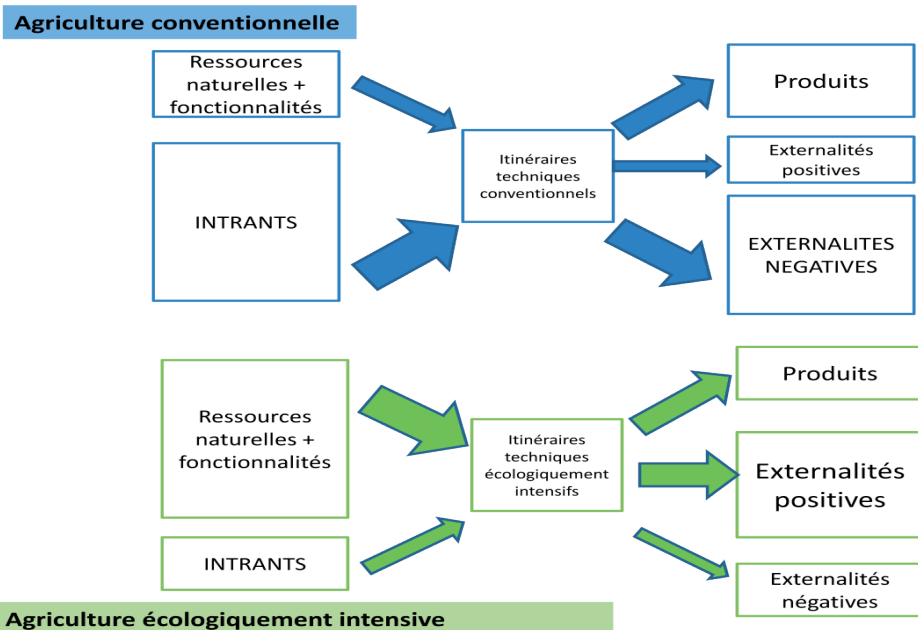 Agriculture conventionnelle
Ressources
naturelles +
fonctionnalités
INTRANTS
Itinéraires
techniques
conventionnels
Produits
Externalités
positives
EXTERNALITES
NEGATIVES
Ressources
naturelles +
fonctionnalités
INTRANTS
Itinéraires
techniques
écologiquement
intensifs
Produits
Externalités
positives
Externalités
négatives
Agriculture écologiquement intensive